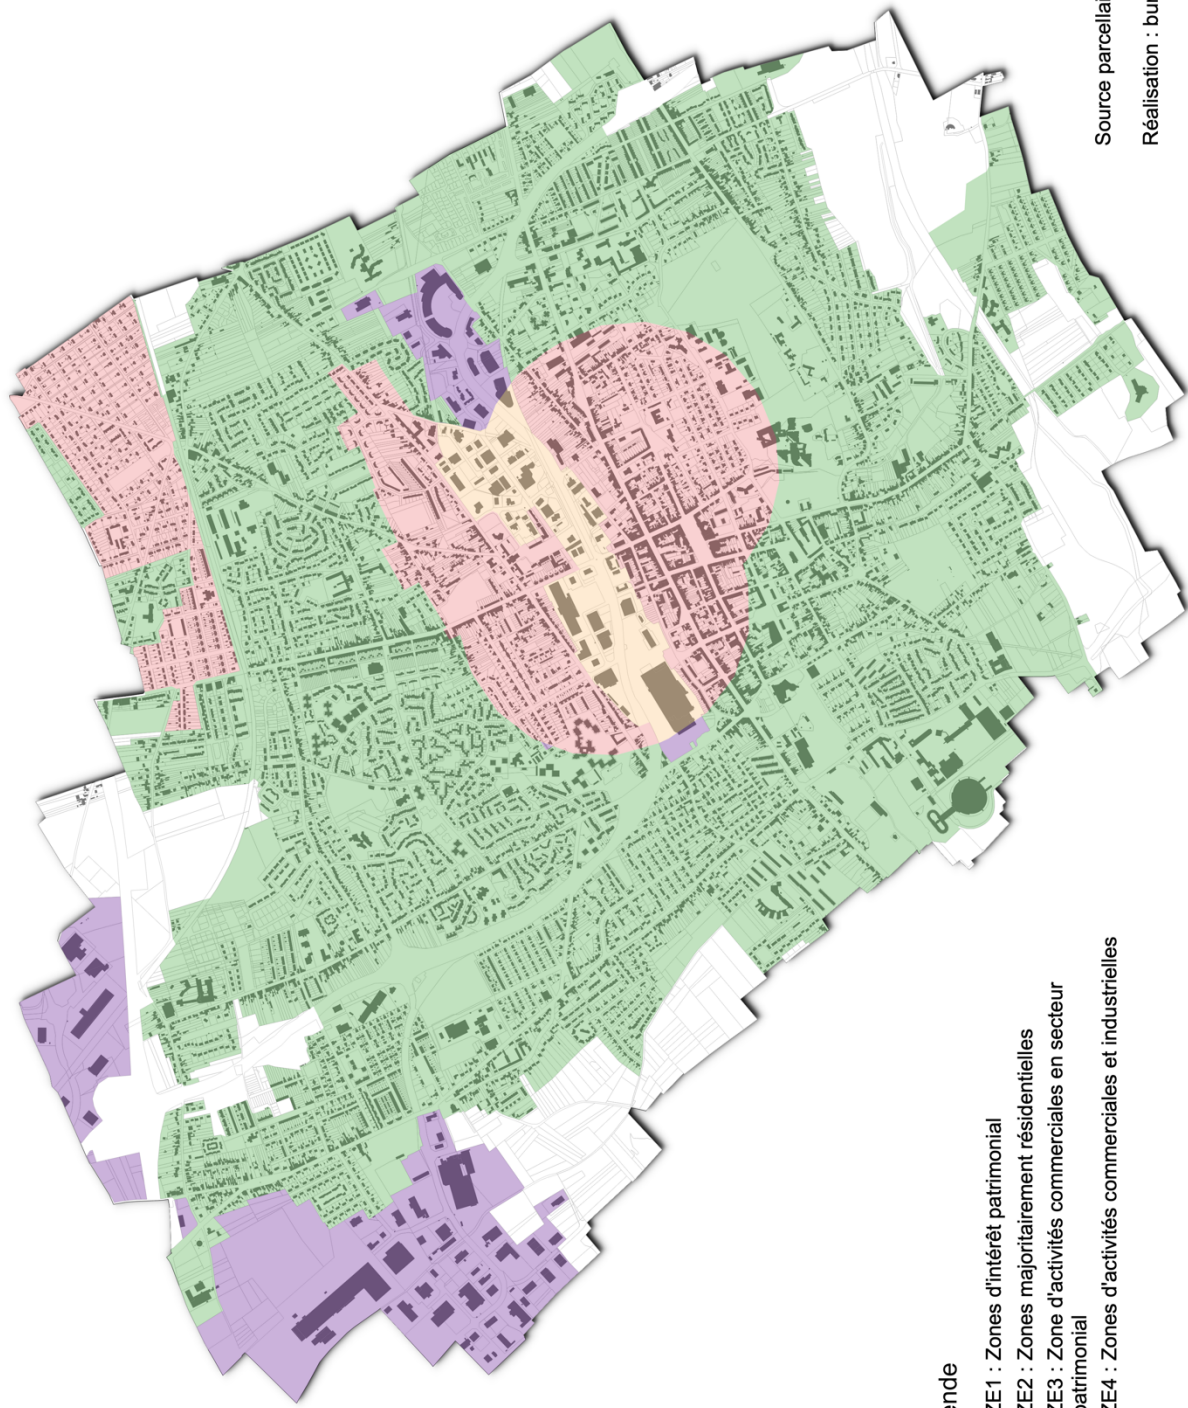 Source parcellai
Réalisation : bur
ende
ZE1 : Zones d'intérêt patrimonial
ZE2 : Zones majoritairement résidentielles
ZE3 : Zone d'activités commerciales en secteur
patrimonial
ZE4 : Zones d'activités commerciales et industrielles